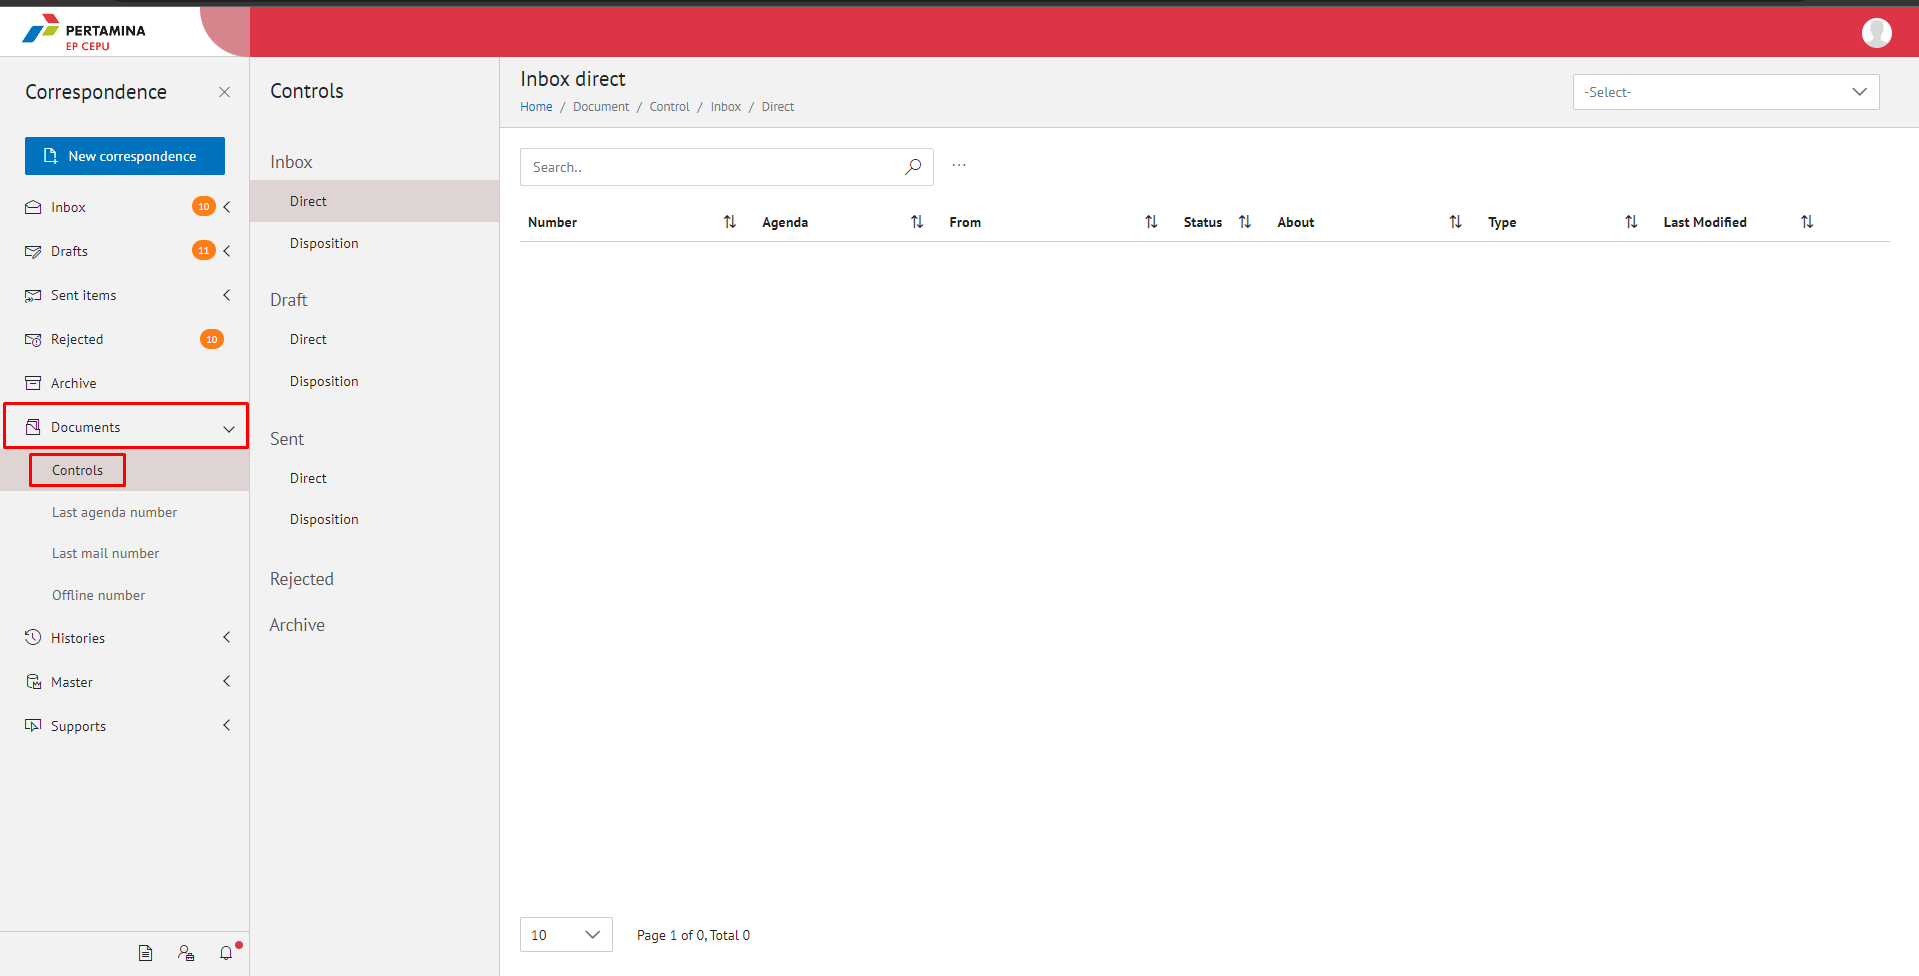 PERTAMINA
EP CEPU
Correspondence
New correspondence
Inbox 10
Drafts 11
Sent items
Rejected 10
Archive
Documents
Controls
Last agenda number
Last mail number
Offline number
Histories
Master
Supports
Controls
Inbox
Direct
Disposition
Draft
Direct
Disposition
Sent
Direct
Disposition
Rejected
Archive
Inbox direct
Home / Document / Control / Inbox / Direct
-Select-
Search..
...
Number Agenda From Status About Type Last Modified
10
Page 1 of 0, Total 0